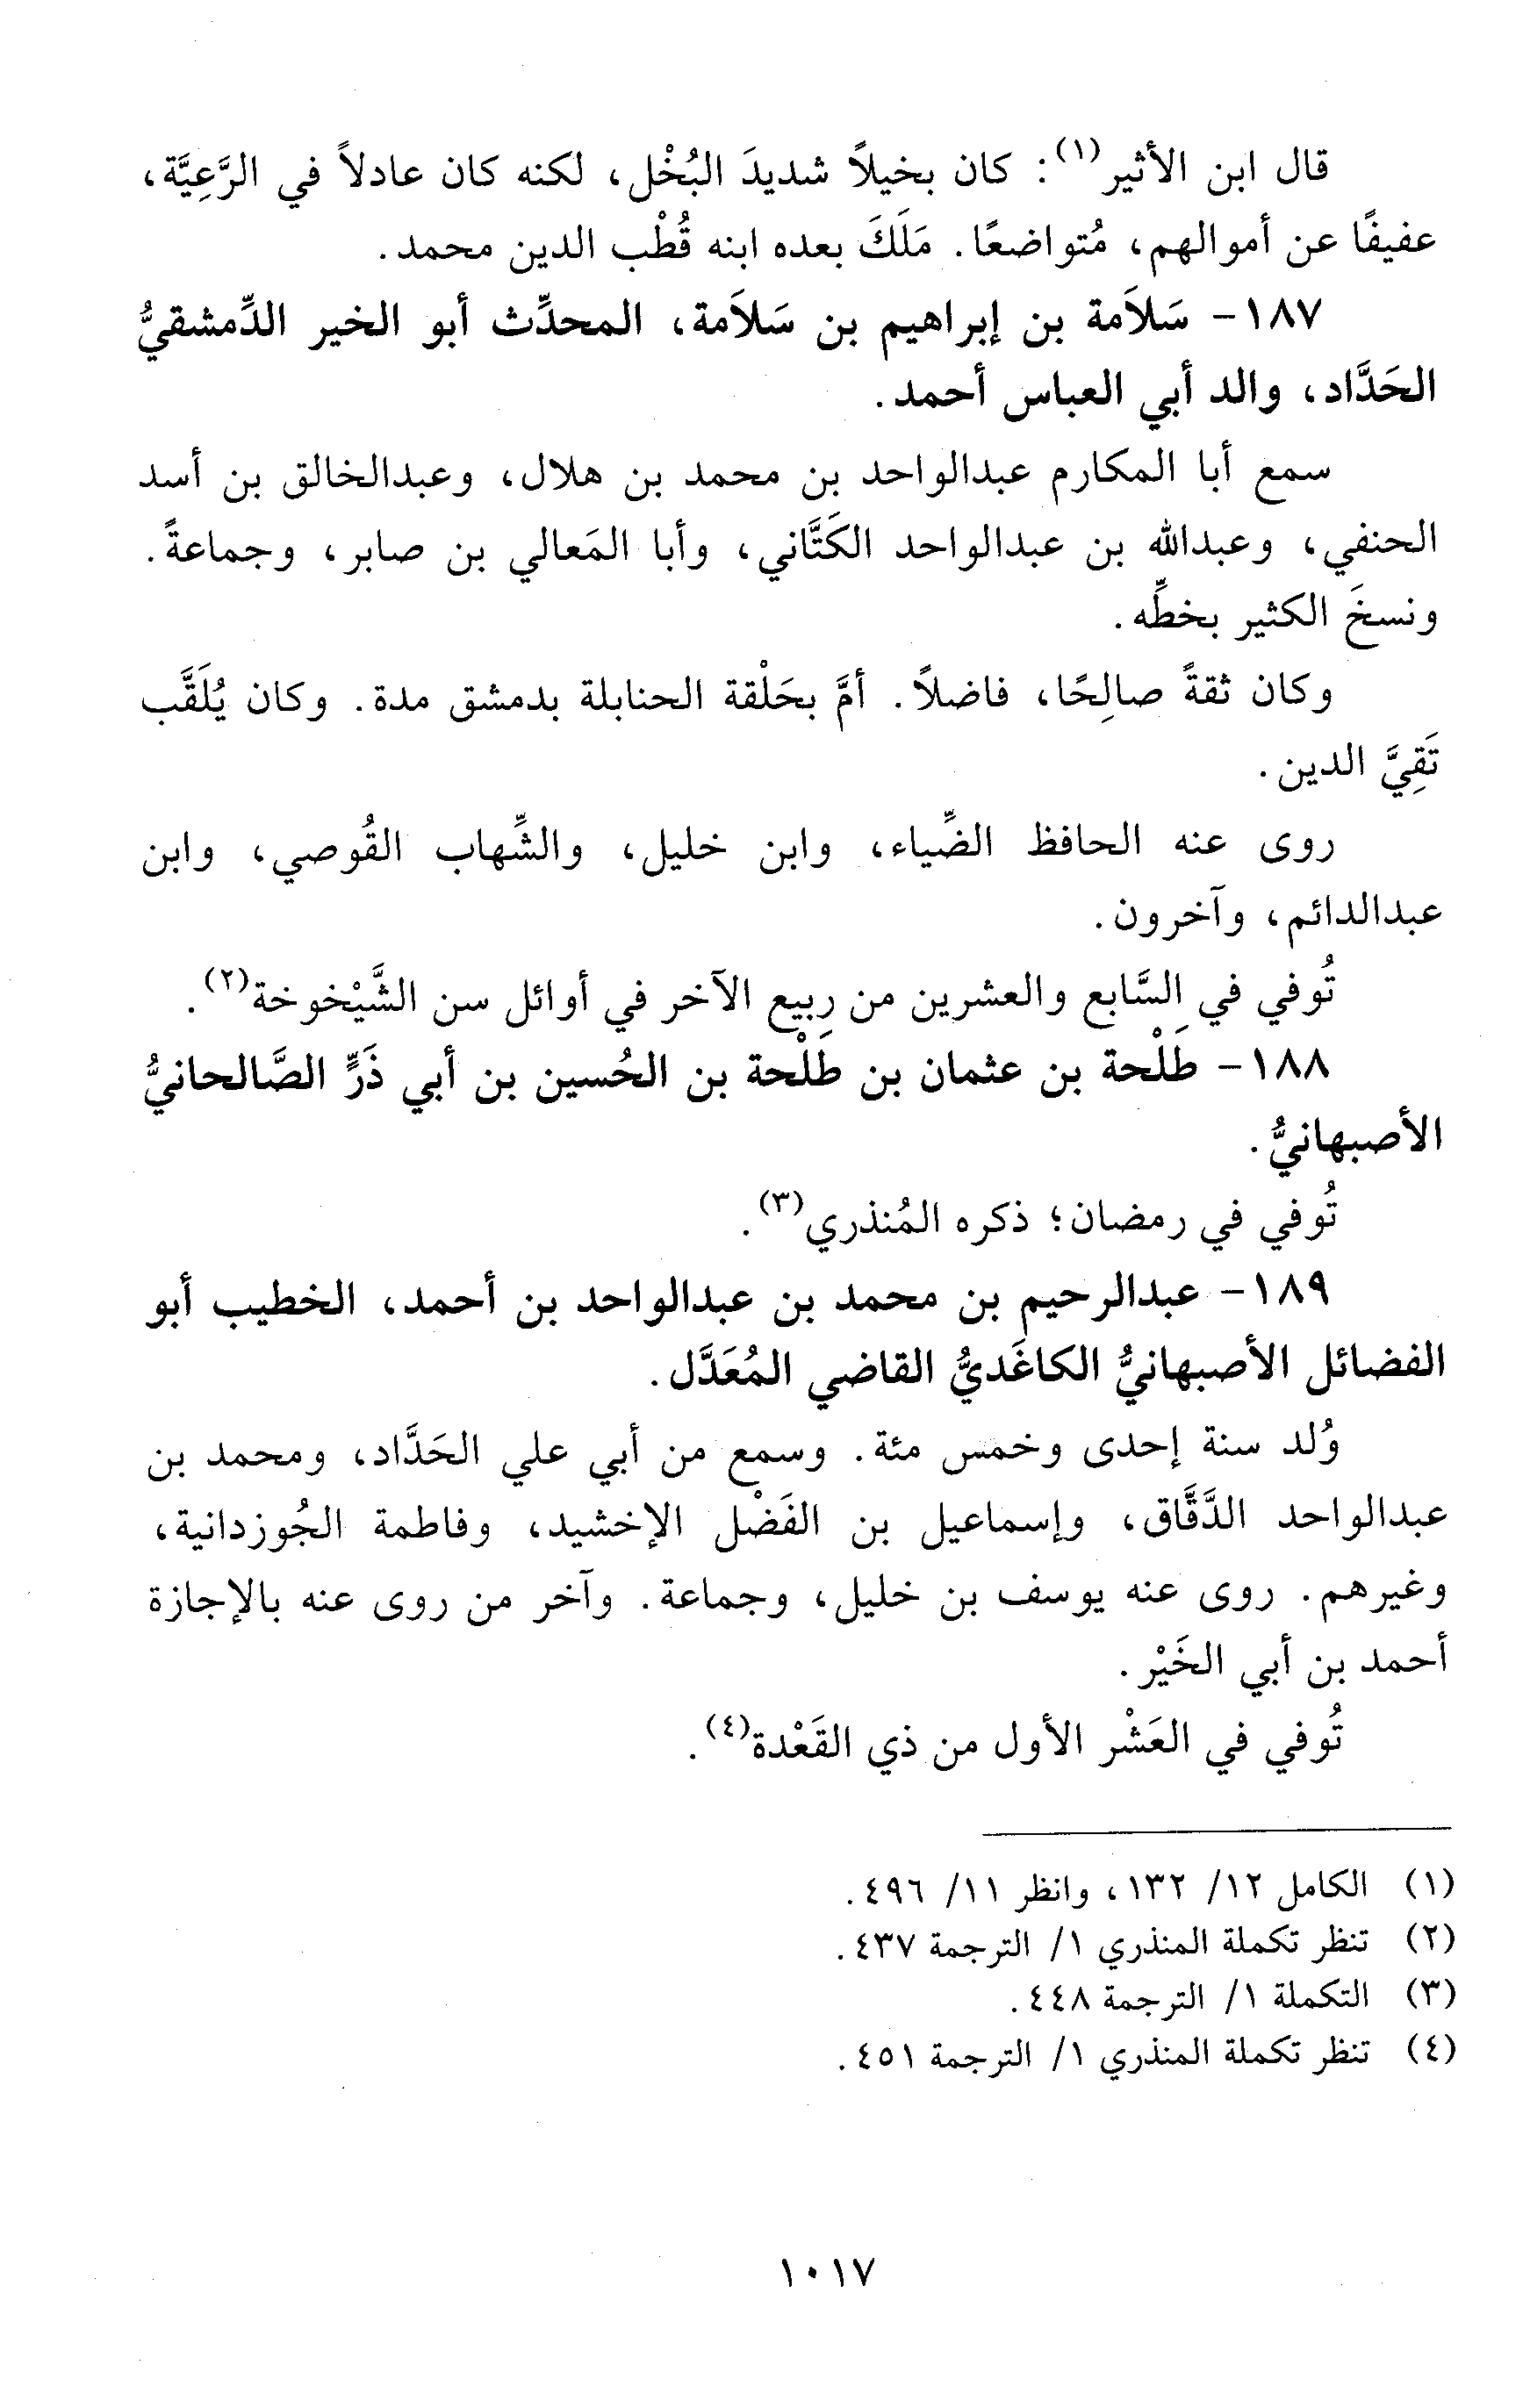 قال ابن الأثير(١): كان بخيلاً شديدَ البُخْل، لكنه كان عادلاً في الرَّعِيَّة،
عفيفًا عن أموالهم، مُتواضعًا. مَلَكَ بعده ابنه قُطْب الدين محمد.
١٨٧- سَلاَمة بن إبراهيم بن سَلاَمة، المحدِّث أبو الخير الدِّمشقيُّ
الحَدَّاد، والد أبي العباس أحمد.
سمع أبا المكارم عبدالواحد بن محمد بن هلال، وعبدالخالق بن أسد
الحنفي، وعبدالله بن عبدالواحد الكَتَّاني، وأبا المَعالي بن صابر، وجماعةً.
ونسخَ الكثير بخطِّه.
وكان ثقةً صالِحًا، فاضلاً. أمَّ بحَلْقة الحنابلة بدمشق مدة. وكان يُلَقَّب
تَقِيَّ الدين.
روى عنه الحافظ الضِّياء، وابن خليل، والشِّهاب القُوصي، وابن
عبدالدائم، وآخرون.
تُوفي في السَّابع والعشرين من رَبيع الآخر في أوائل سن الشَّيْخوخة(٢).
١٨٨- طَلْحة بن عثمان بن طَلْحة بن الحُسين بن أبي ذَرٍّ الصَّالحانيُّ
الأصبهانيُّ.
تُوفي في رمضان؛ ذكره المُنذري(٣).
١٨٩- عبدالرحيم بن محمد بن عبدالواحد بن أحمد، الخطيب أبو
الفضائل الأصبهانيُّ الكاغَديُّ القاضي المُعَدَّل.
وُلد سنة إحدى وخمس مئة. وسمع من أبي علي الحَدَّاد، ومحمد بن
عبدالواحد الدَّقَّاق، وإسماعيل بن الفَضْل الإخشيد، وفاطمة الجُوزدانية،
وغيرهم. روى عنه يوسف بن خليل، وجماعة. وآخر من روى عنه بالإجازة
أحمد بن أبي الخَيْر.
تُوفي في العَشْر الأول من ذي القَعْدة(٤).
(١) الكامل ١٢/ ١٣٢، وانظر ١١/ ٤٩٦.
(٢) تنظر تكملة المنذري ١/ الترجمة ٤٣٧.
(٣) التكملة ١/ الترجمة ٤٤٨.
(٤) تنظر تكملة المنذري ١/ الترجمة ٤٥١.
١٠١٧